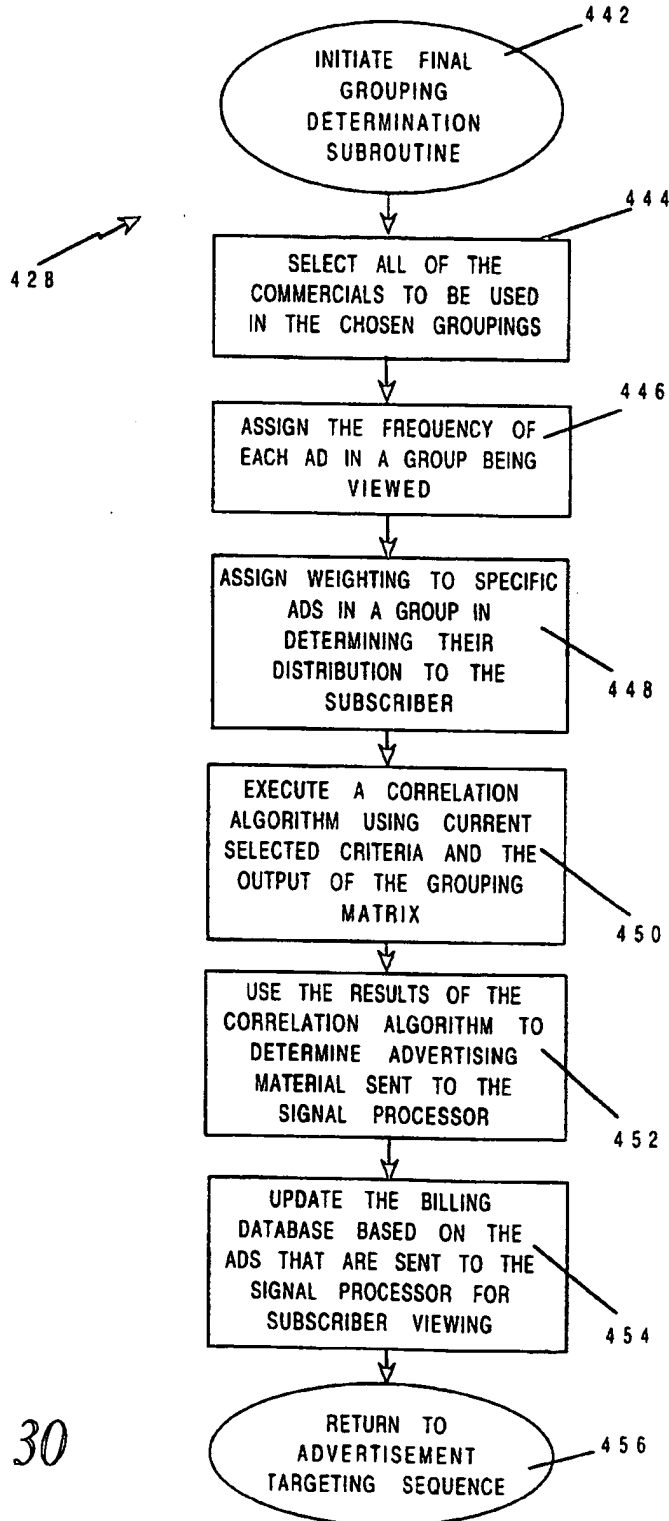 442
INITIATE FINAL
GROUPING
DETERMINATION
SUBROUTINE
428
444
SELECT ALL OF THE
COMMERCIALS TO BE USED
IN THE CHOSEN GROUPINGS
446
ASSIGN THE FREQUENCY OF
EACH AD IN A GROUP BEING
VIEWED
ASSIGN WEIGHTING TO SPECIFIC
ADS IN A GROUP IN
DETERMINING THEIR
DISTRIBUTION TO THE
SUBSCRIBER
448
EXECUTE A CORRELATION
ALGORITHM USING CURRENT
SELECTED CRITERIA AND THE
OUTPUT OF THE GROUPING
MATRIX
450
USE THE RESULTS OF THE
CORRELATION ALGORITHM TO
DETERMINE ADVERTISING
MATERIAL SENT TO THE
SIGNAL PROCESSOR
452
UPDATE THE BILLING
DATABASE BASED ON THE
ADS THAT ARE SENT TO THE
SIGNAL PROCESSOR FOR
SUBSCRIBER VIEWING
454
30
RETURN TO
ADVERTISEMENT
TARGETING SEQUENCE
456